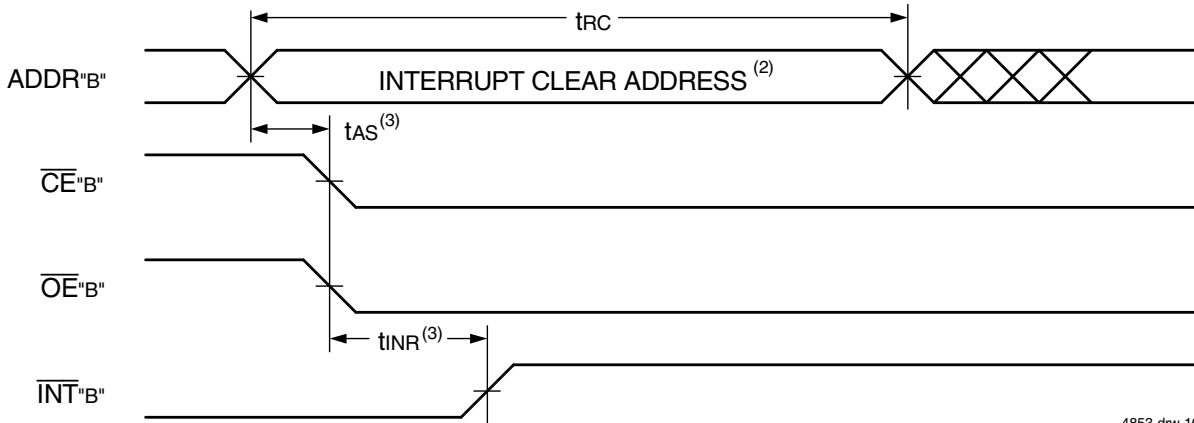 tRC
ADDR"B"
INTERRUPT CLEAR ADDRESS (2)
tAS(3)
CE"B"
OE"B"
tINR(3)
INT"B"